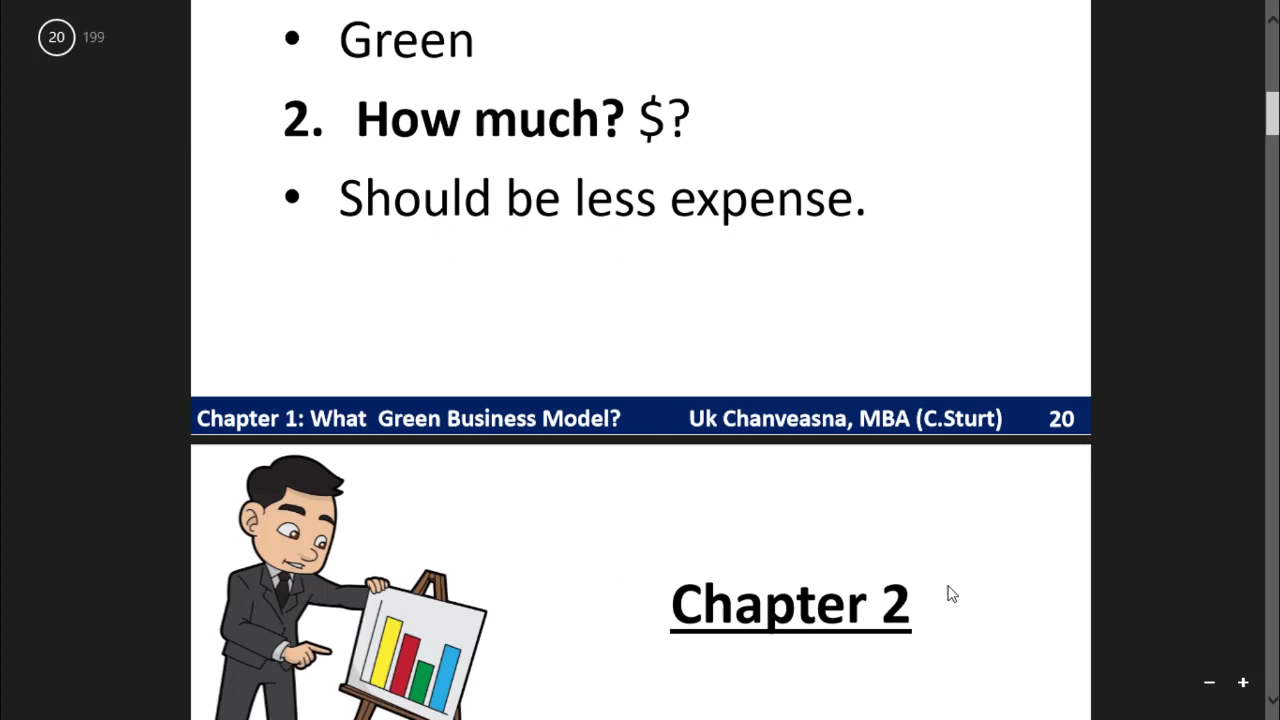 20 199
• Green
2. How much? $?
• Should be less expense.
Chapter 1: What Green Business Model? Uk Chanveasna, MBA (C.Sturt) 20
Chapter 2